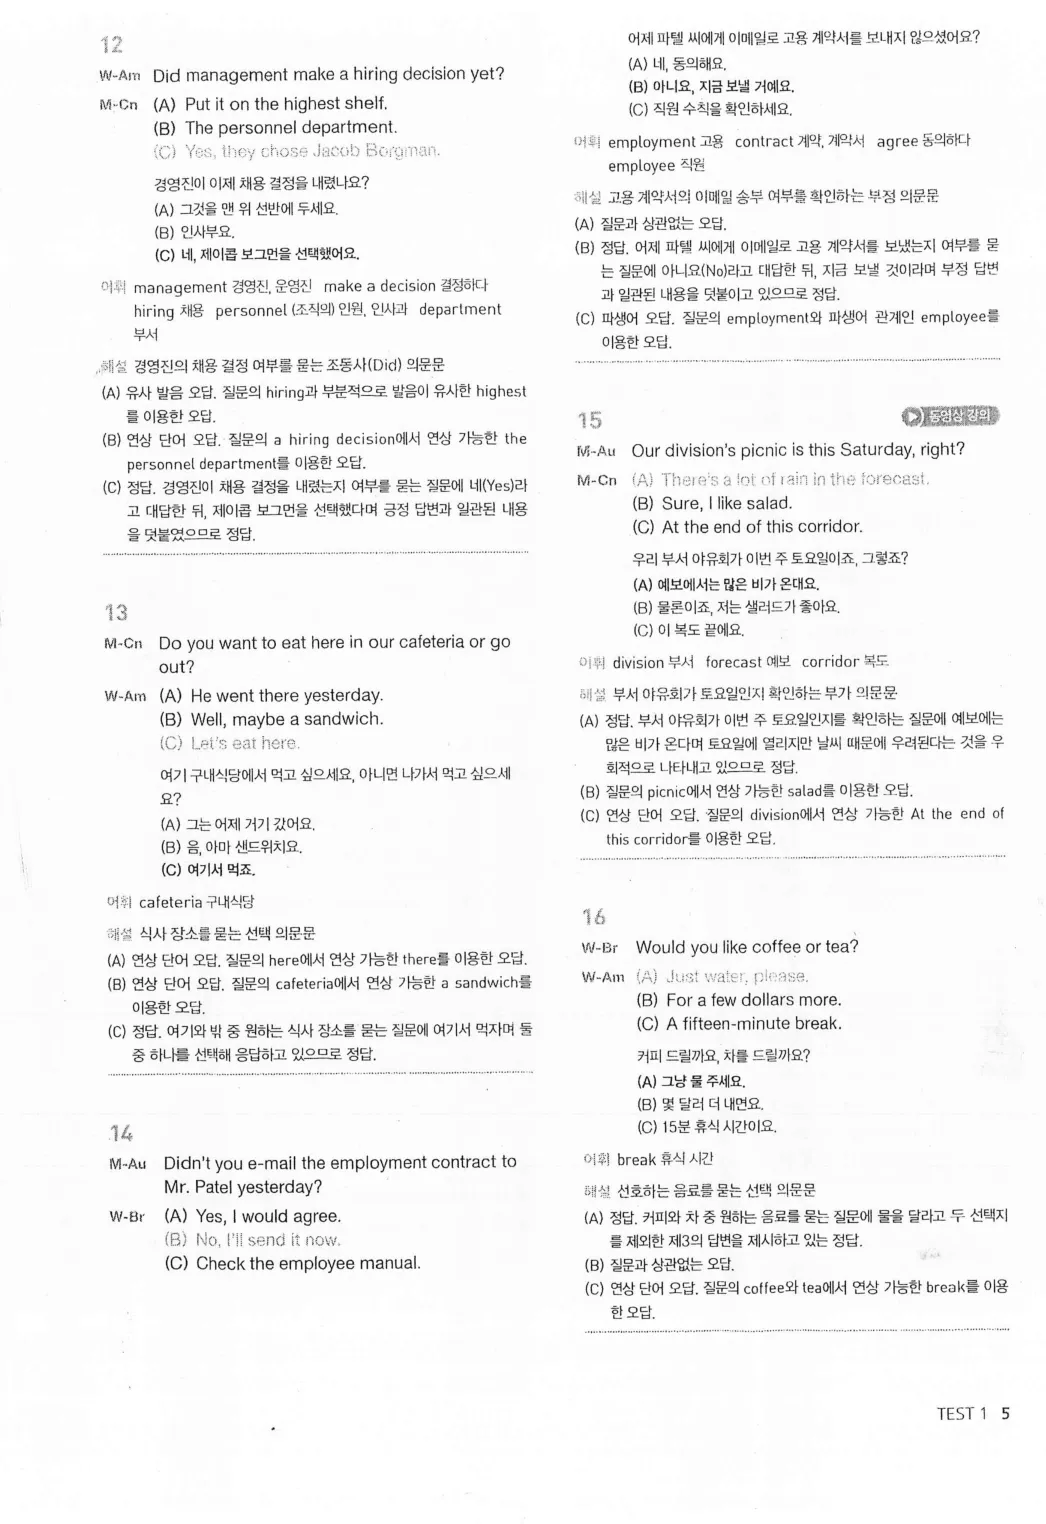 12
W-Am Did management make a hiring decision yet?
M-Cn (A) Put it on the highest shelf.
(B) The personnel department.
(C) Yes, they chose Jacob Borgman.
경영진이 이제 채용 결정을 내렸나요?
(A) 그것을 맨 위 선반에 두세요.
(B) 인사부요.
(C) 네, 제이콥 보그먼을 선택했어요.
어휘 management 경영진, 운영진 make a decision 결정하다
hiring 채용 personnel (조직의) 인원, 인사과 department
부서
해설 경영진의 채용 결정 여부를 묻는 조동사(Did) 의문문
(A) 유사 발음 오답. 질문의 hiring과 부분적으로 발음이 유사한 highest
를 이용한 오답.
(B) 연상 단어 오답. 질문의 a hiring decision에서 연상 가능한 the
personnel department를 이용한 오답.
(C) 정답. 경영진이 채용 결정을 내렸는지 여부를 묻는 질문에 네(Yes)라
고 대답한 뒤, 제이콥 보그먼을 선택했다며 긍정 답변과 일관된 내용
을 덧붙였으므로 정답.
13
M-Cn Do you want to eat here in our cafeteria or go
out?
W-Am (A) He went there yesterday.
(B) Well, maybe a sandwich.
(C) Let's eat here.
여기 구내식당에서 먹고 싶으세요, 아니면 나가서 먹고 싶으세
요?
(A) 그는 어제 거기 갔어요.
(B) 음, 아마 샌드위치요.
(C) 여기서 먹죠.
어휘 cafeteria 구내식당
해설 식사 장소를 묻는 선택 의문문
(A) 연상 단어 오답. 질문의 here에서 연상 가능한 there를 이용한 오답.
(B) 연상 단어 오답. 질문의 cafeteria에서 연상 가능한 a sandwich를
이용한 오답.
(C) 정답. 여기와 밖 중 원하는 식사 장소를 묻는 질문에 여기서 먹자며 둘
중 하나를 선택해 응답하고 있으므로 정답.
14
M-Au Didn't you e-mail the employment contract to
Mr. Patel yesterday?
W-Br (A) Yes, I would agree.
(B) No, I'll send it now.
(C) Check the employee manual.
어제 파텔 씨에게 이메일로 고용 계약서를 보내지 않으셨어요?
(A) 네, 동의해요.
(B) 아니요, 지금 보낼 거예요.
(C) 직원 수칙을 확인하세요.
어휘 employment 고용 contract 계약, 계약서 agree 동의하다
employee 직원
해설 고용 계약서의 이메일 송부 여부를 확인하는 부정 의문문
(A) 질문과 상관없는 오답.
(B) 정답. 어제 파텔 씨에게 이메일로 고용 계약서를 보냈는지 여부를 묻
는 질문에 아니요(No)라고 대답한 뒤, 지금 보낼 것이라며 부정 답변
과 일관된 내용을 덧붙이고 있으므로 정답.
(C) 파생어 오답. 질문의 employment와 파생어 관계인 employee를
이용한 오답.
15 동영상 강의
M-Au Our division's picnic is this Saturday, right?
M-Cn (A) There's a lot of rain in the forecast.
(B) Sure, I like salad.
(C) At the end of this corridor.
우리 부서 야유회가 이번 주 토요일이죠, 그렇죠?
(A) 예보에서는 많은 비가 온대요.
(B) 물론이죠, 저는 샐러드가 좋아요.
(C) 이 복도 끝에요.
어휘 division 부서 forecast 예보 corridor 복도
해설 부서 야유회가 토요일인지 확인하는 부가 의문문
(A) 정답. 부서 야유회가 이번 주 토요일인지를 확인하는 질문에 예보에는
많은 비가 온다며 토요일에 열리지만 날씨 때문에 우려된다는 것을 우
회적으로 나타내고 있으므로 정답.
(B) 질문의 picnic에서 연상 가능한 salad를 이용한 오답.
(C) 연상 단어 오답. 질문의 division에서 연상 가능한 At the end of
this corridor를 이용한 오답.
16
W-Br Would you like coffee or tea?
W-Am (A) Just water, please.
(B) For a few dollars more.
(C) A fifteen-minute break.
커피 드릴까요, 차를 드릴까요?
(A) 그냥 물 주세요.
(B) 몇 달러 더 내면요.
(C) 15분 휴식 시간이요.
어휘 break 휴식 시간
해설 선호하는 음료를 묻는 선택 의문문
(A) 정답. 커피와 차 중 원하는 음료를 묻는 질문에 물을 달라고 두 선택지
를 제외한 제3의 답변을 제시하고 있는 정답.
(B) 질문과 상관없는 오답.
(C) 연상 단어 오답. 질문의 coffee와 tea에서 연상 가능한 break를 이용
한 오답.
TEST 1 5